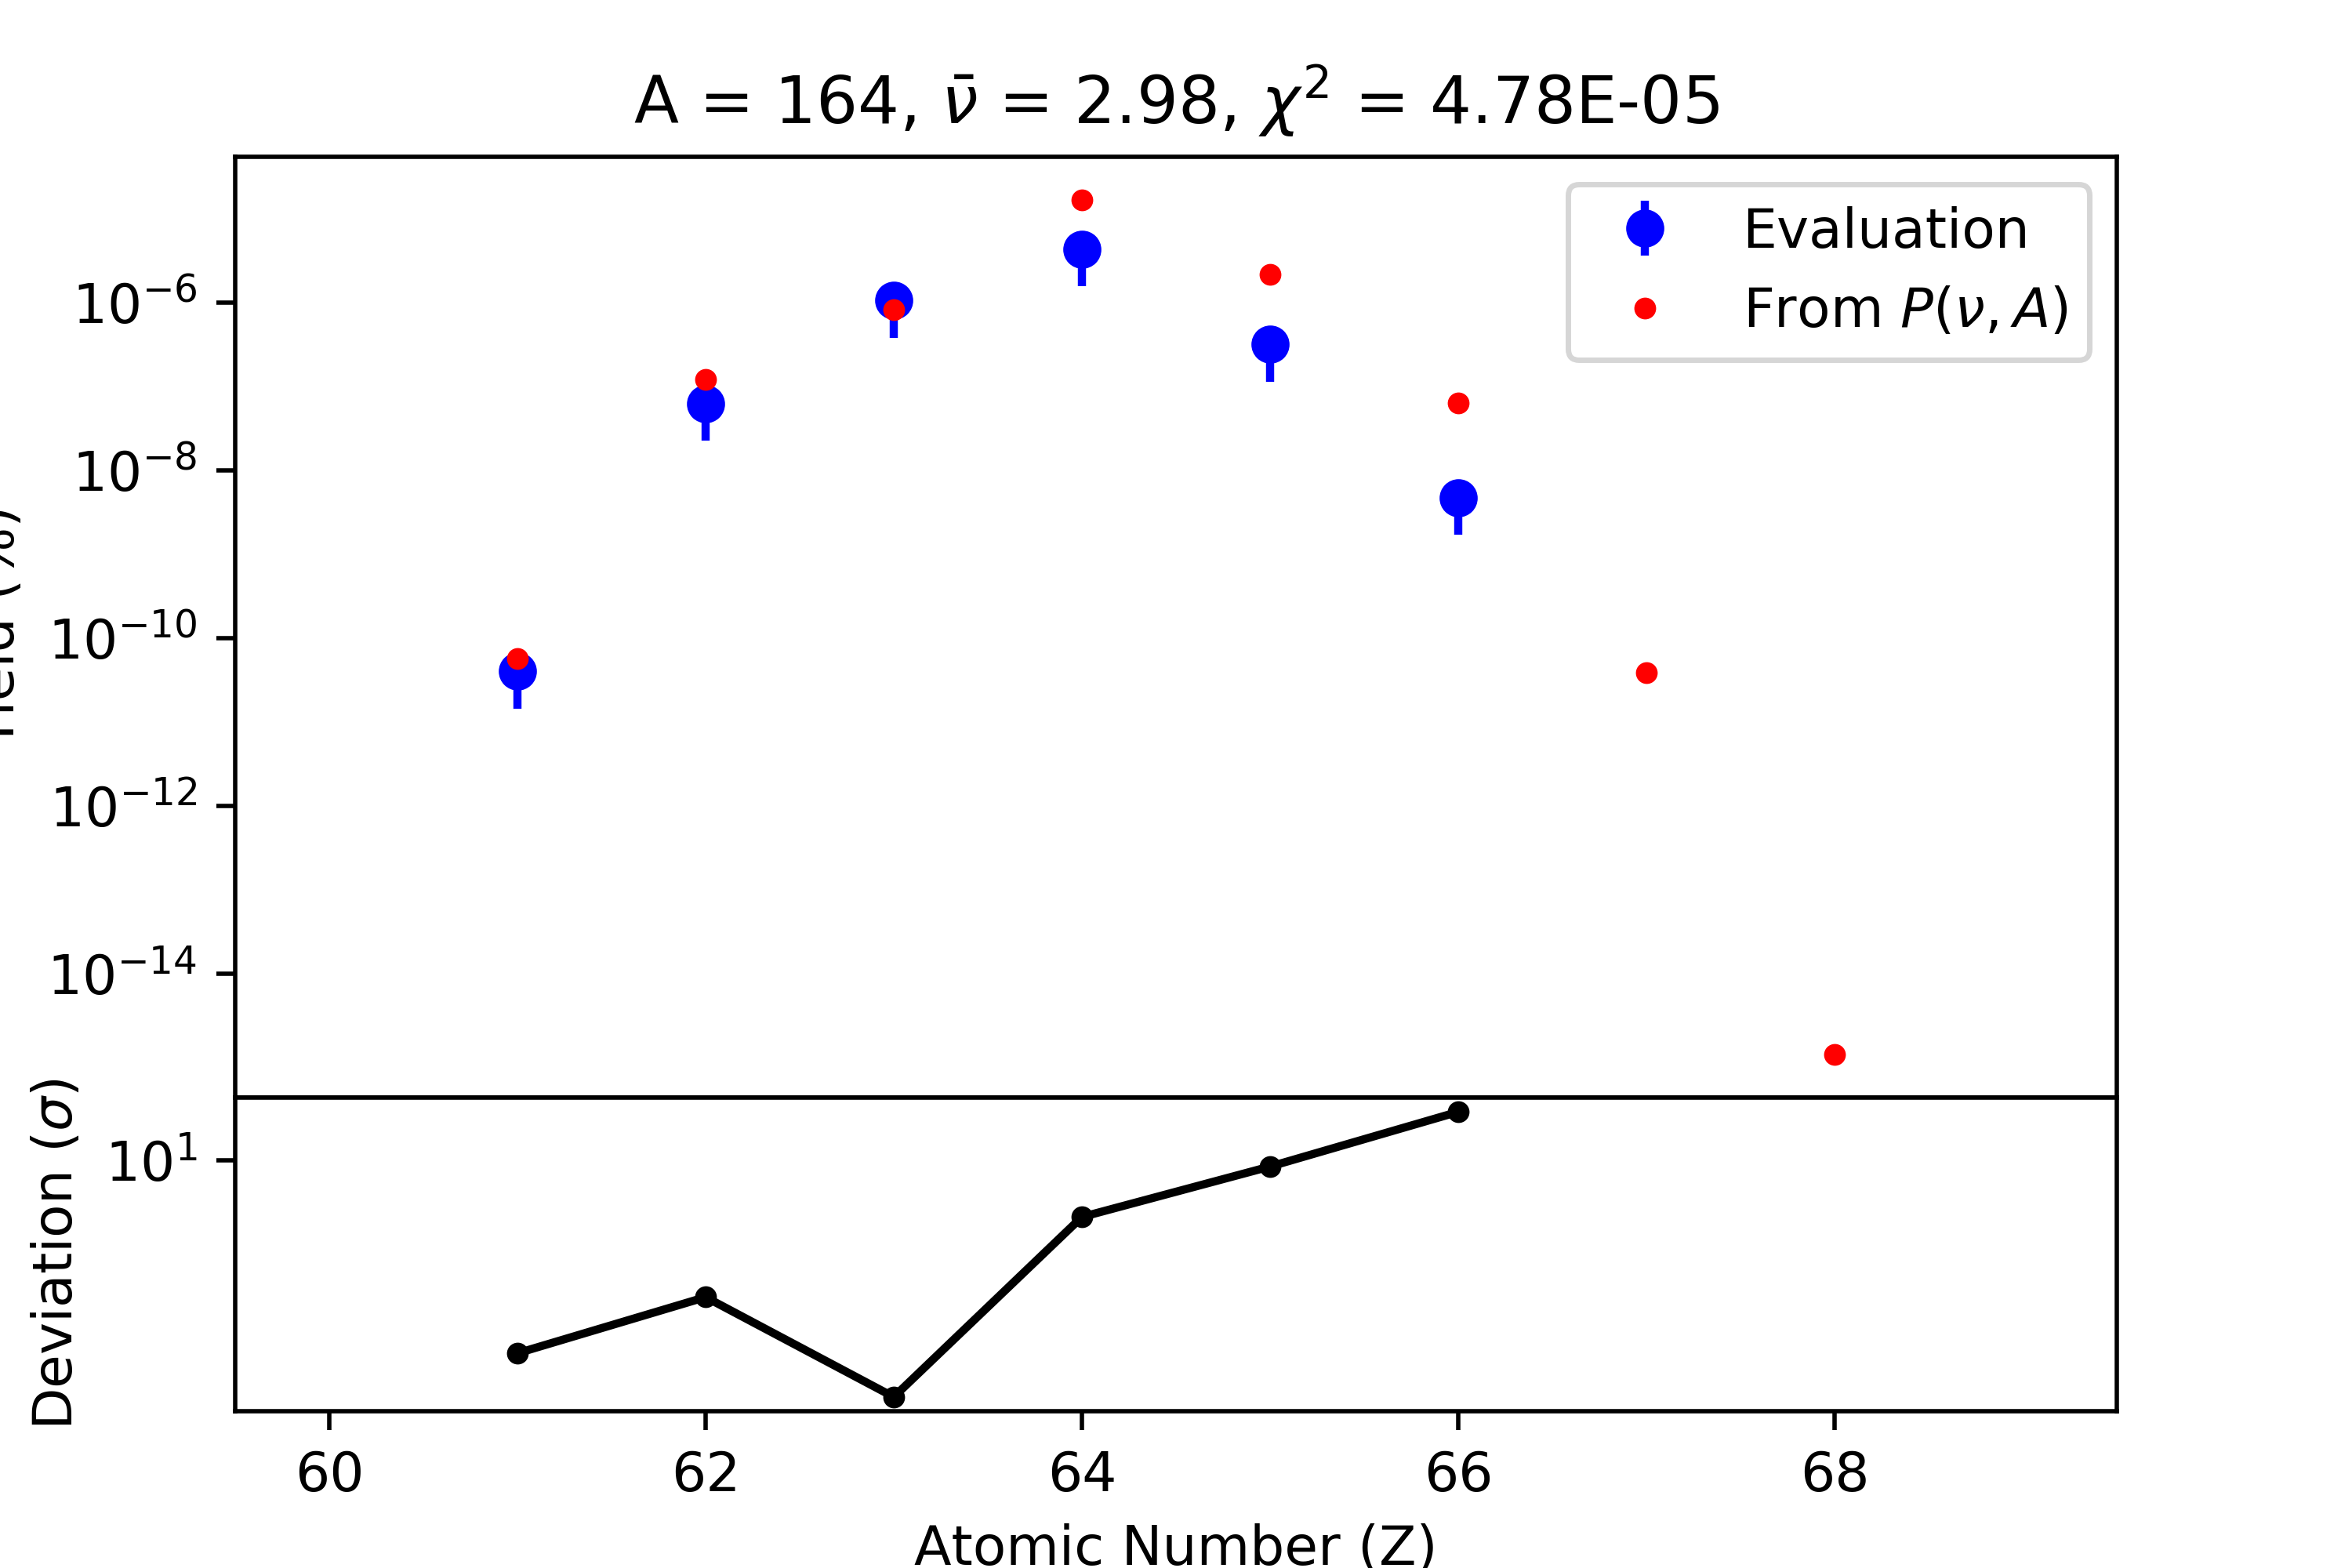 A = 164, ν̄ = 2.98, χ² = 4.78E-05
Evaluation
From P(ν, A)
10⁻⁶
10⁻⁸
10⁻¹⁰
10⁻¹²
10⁻¹⁴
(%)
Deviation (σ)
10¹
60 62 64 66 68
Atomic Number (Z)